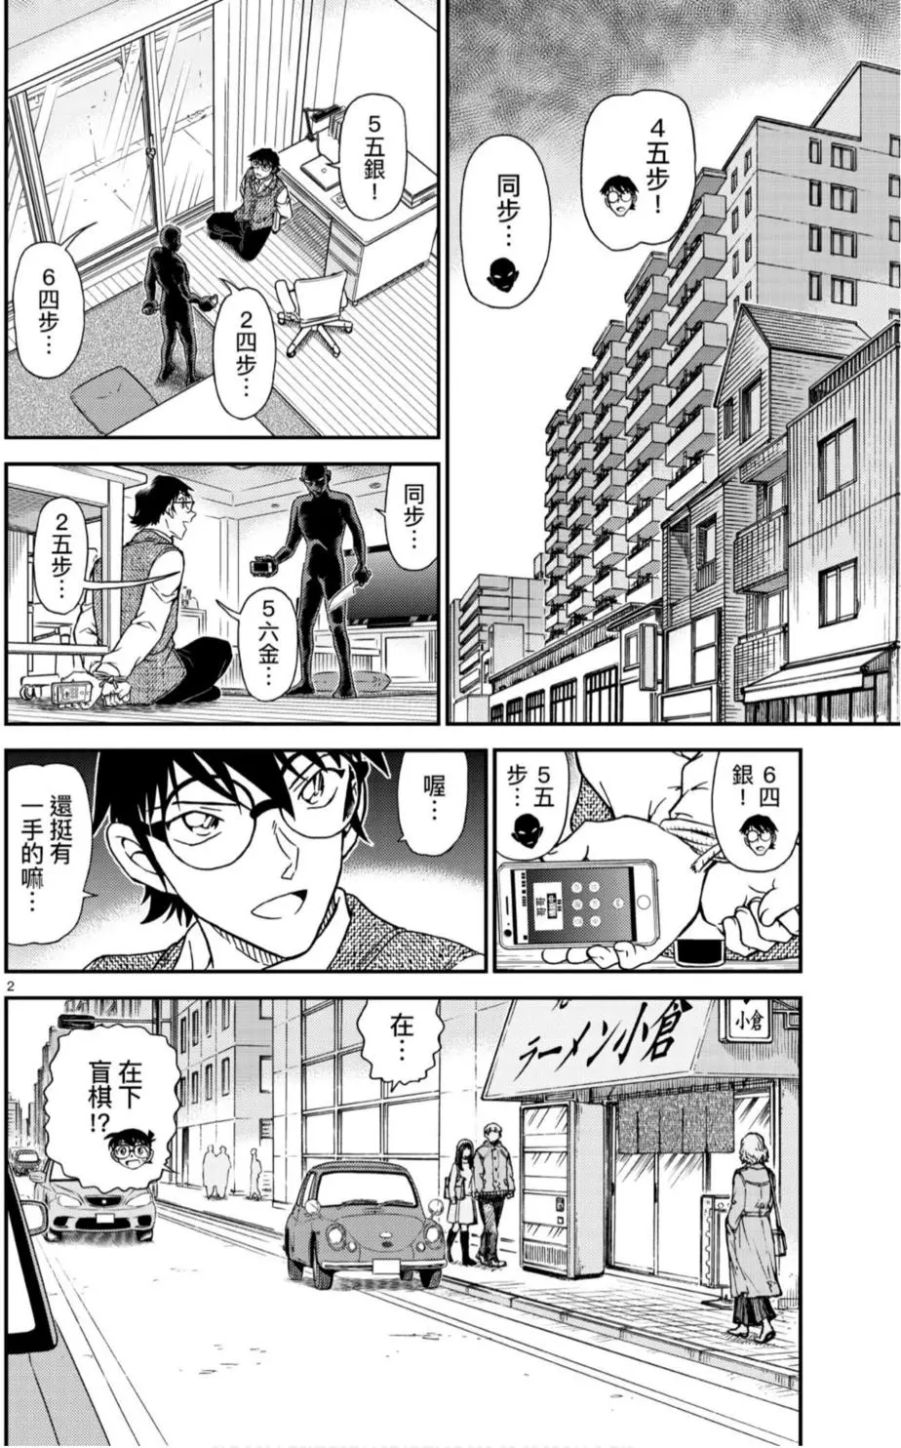 4五步!
同步…
5五銀!
2四步…
6四步…
同步…
5六金…
2五步…
6四
銀!
5五
步…
喔…
還挺有
一手的嘛…
2
ラーメン小倉
小倉
在…
在下
盲棋!?